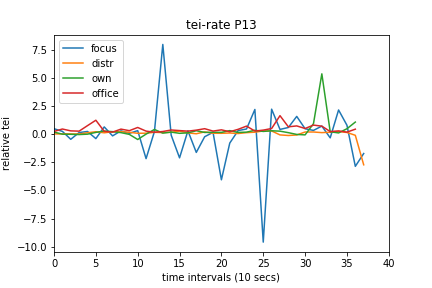 tei-rate P13
focus
distr
own
office
relative tei
7.5
5.0
2.5
0.0
−2.5
−5.0
−7.5
−10.0
0 5 10 15 20 25 30 35 40
time intervals (10 secs)